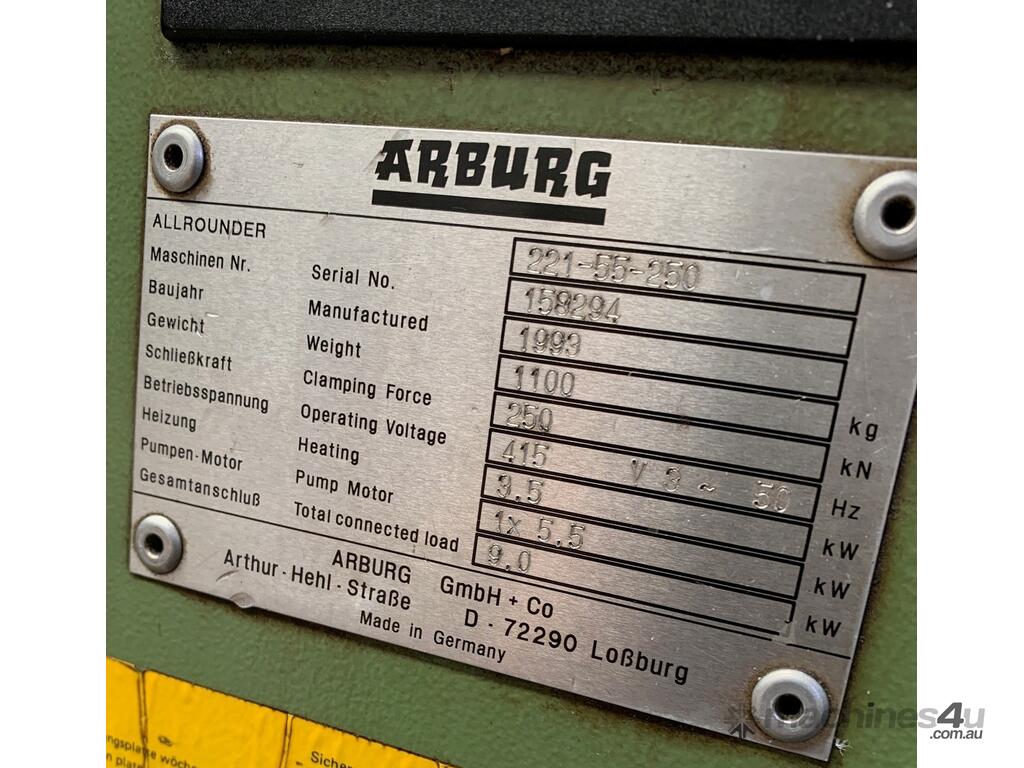 ARBURG
ALLROUNDER 221-55-250
Maschinen Nr. Serial No. 158294
Baujahr Manufactured 1993
Gewicht Weight 1100 kg
Schließkraft Clamping Force 250 kN
Betriebsspannung Operating Voltage 415 V 3 ~ 50 Hz
Heizung Heating 3.5 kW
Pumpen-Motor Pump Motor 1x 5.5 kW
Gesamtanschluß Total connected load 9.0 kW
ARBURG GmbH + Co
Arthur-Hehl-Straße D - 72290 Loßburg
Made in Germany
machines4u
.com.au